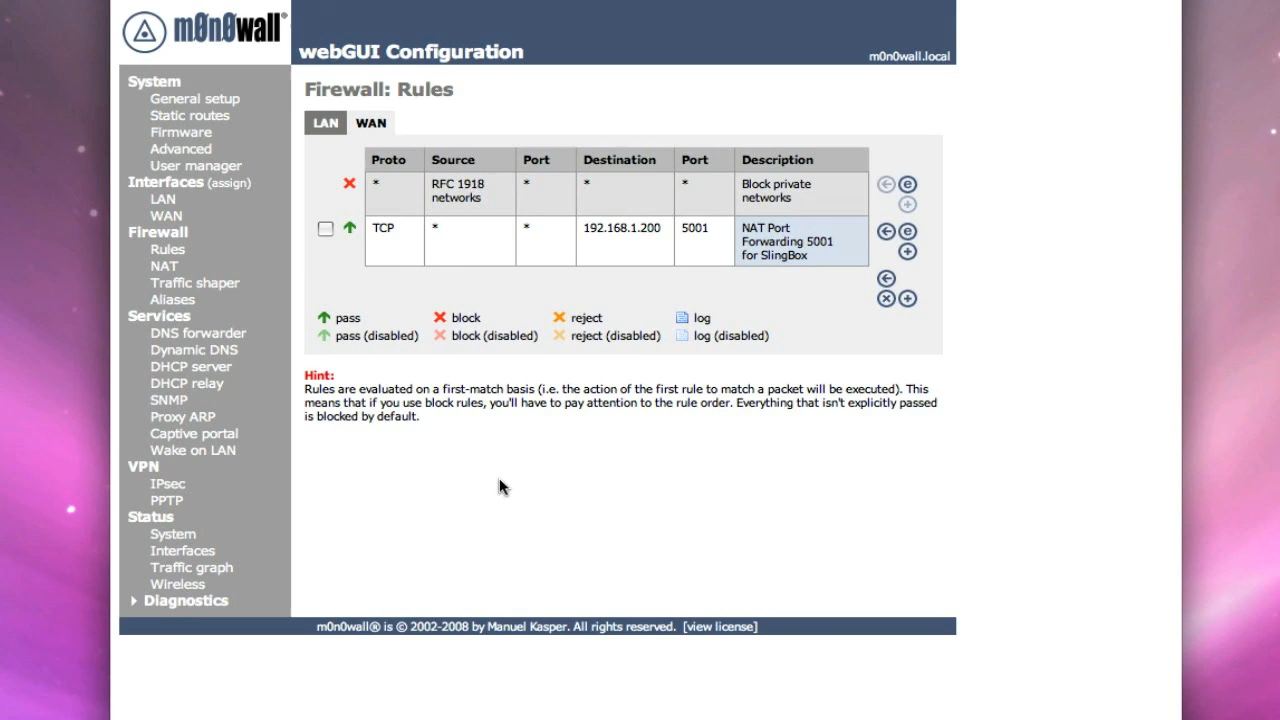 m0n0wall®
webGUI Configuration
m0n0wall.local
System
General setup
Static routes
Firmware
Advanced
User manager
Interfaces (assign)
LAN
WAN
Firewall
Rules
NAT
Traffic shaper
Aliases
Services
DNS forwarder
Dynamic DNS
DHCP server
DHCP relay
SNMP
Proxy ARP
Captive portal
Wake on LAN
VPN
IPsec
PPTP
Status
System
Interfaces
Traffic graph
Wireless
Diagnostics
Firewall: Rules
LAN WAN
Proto Source Port Destination Port Description
* RFC 1918 * * * Block private
networks networks
TCP * * 192.168.1.200 5001 NAT Port
Forwarding 5001
for SlingBox
pass block reject log
pass (disabled) block (disabled) reject (disabled) log (disabled)
Hint:
Rules are evaluated on a first-match basis (i.e. the action of the first rule to match a packet will be executed). This
means that if you use block rules, you'll have to pay attention to the rule order. Everything that isn't explicitly passed
is blocked by default.
m0n0wall® is © 2002-2008 by Manuel Kasper. All rights reserved. [view license]